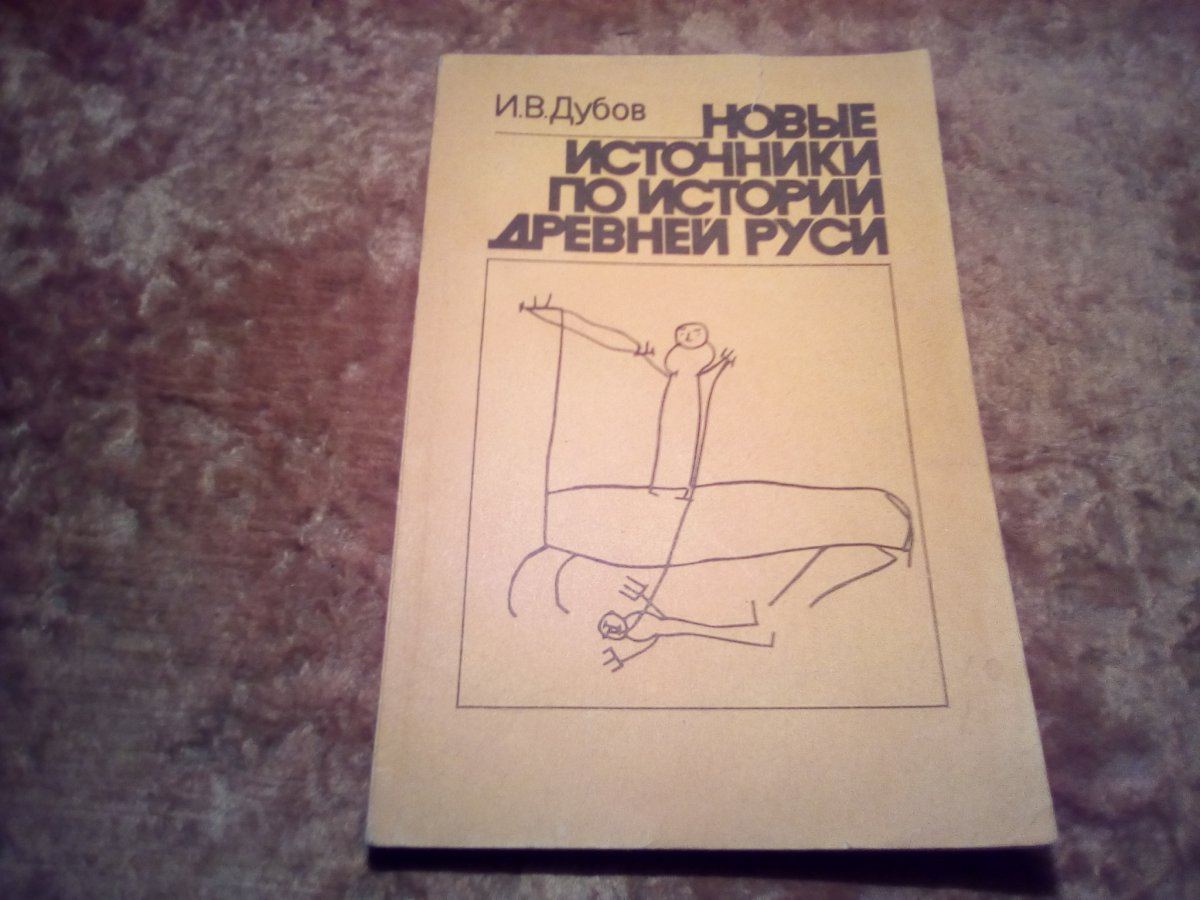 И.В.Дубов
НОВЫЕ
ИСТОЧНИКИ
ПО ИСТОРИИ
ДРЕВНЕЙ РУСИ